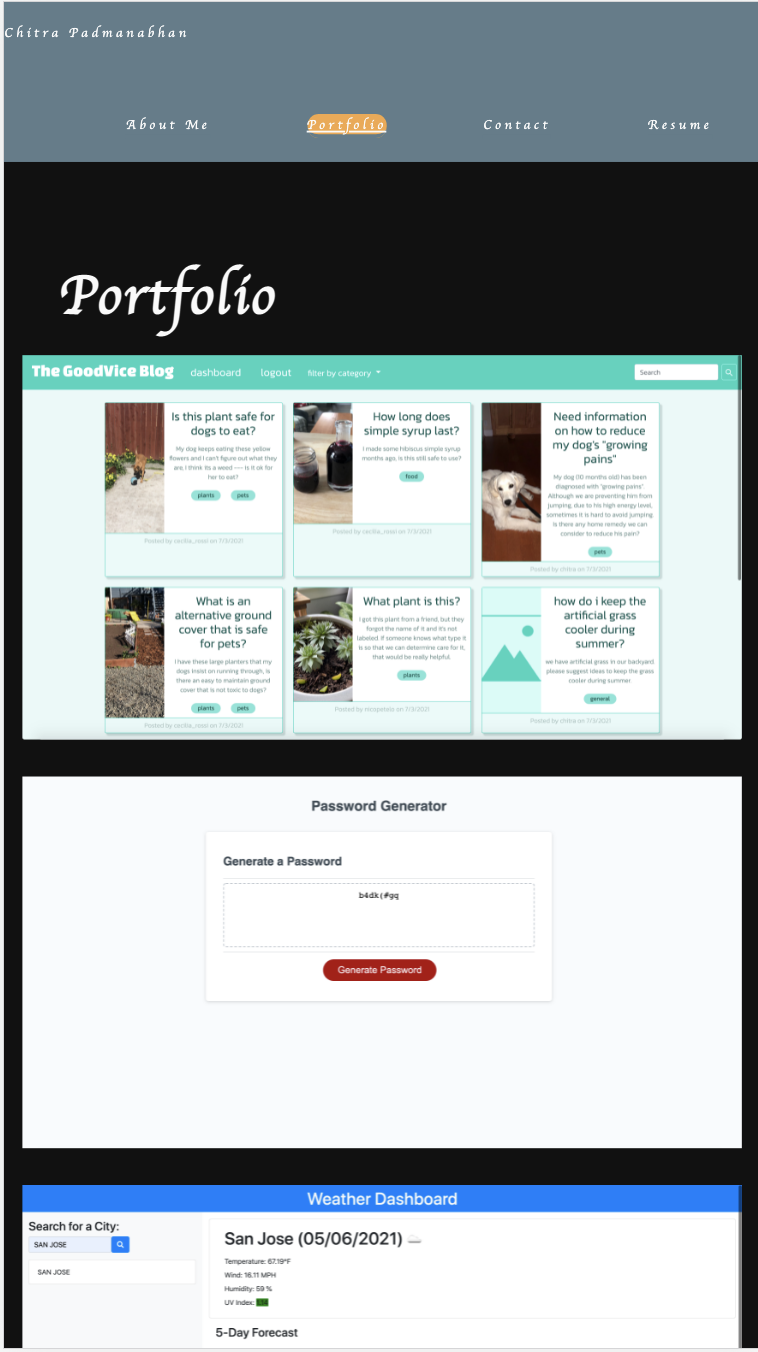 Chitra Padmanabhan
About Me Portfolio Contact Resume
Portfolio
The GoodVice Blog dashboard logout filter by category Search
Is this plant safe for
dogs to eat?
My dog keeps eating these yellow
flowers and I can't figure out what they
are, I think its a weed --- is it ok for
her to eat?
plants pets
Posted by cecilia_rossi on 7/3/2021
How long does
simple syrup last?
I made some hibiscus simple syrup
months ago, is this still safe to use?
food
Posted by cecilia_rossi on 7/3/2021
Need information
on how to reduce
my dog's "growing
pains"
My dog (10 months old) has been
diagnosed with "growing pains"
Although we are preventing him from
jumping, due to his high energy level,
sometimes it is hard to avoid jumping
Is there any home remedy we can
consider to reduce his pain?
pets
Posted by chitra on 7/3/2021
What is an
alternative ground
cover that is safe
for pets?
I have these large planters that my
dogs insist on running through, is
there an easy to maintain ground
cover that is not toxic to dogs?
plants pets
Posted by cecilia_rossi on 7/3/2021
What plant is this?
I got this plant from a friend, but they
forgot the name of it and it's not
labeled. If someone knows what type it
is so that we can determine care for it,
that would be really helpful.
plants
Posted by on 7/3/2021
how do i keep the
artificial grass
cooler during
summer?
we have artificial grass in our backyard.
please suggest ideas to keep the grass
cooler during summer
general
Posted by chitra on 7/3/2021
Password Generator
Generate a Password
b4dk(#gq
Generate Password
Weather Dashboard
Search for a City:
SAN JOSE
SAN JOSE
San Jose (05/06/2021)
Temperature: 67.19°F
Wind: 16.11 MPH
Humidity: 59 %
UV Index:
5-Day Forecast